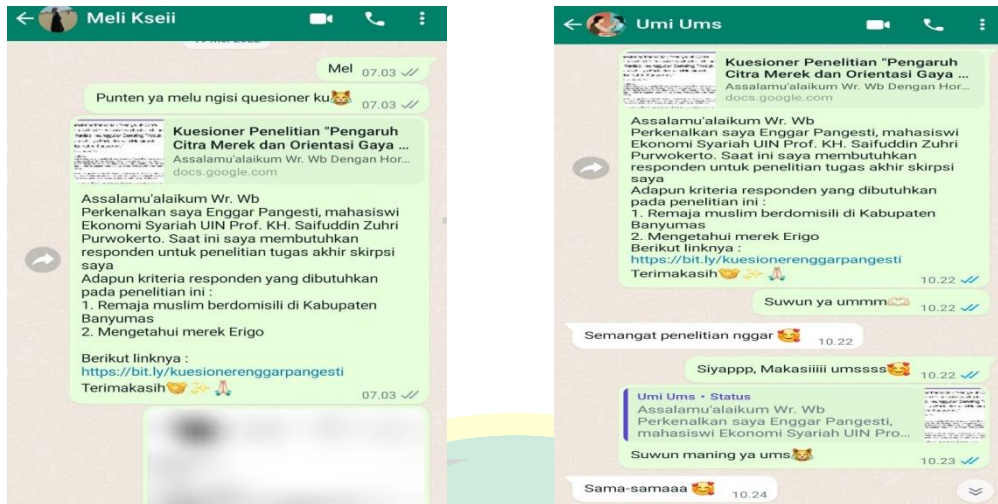 Meli Kseii
Mel 07.03
Punten ya melu ngisi quesioner ku😹 07.03
Kuesioner Penelitian "Pengaruh
Citra Merek dan Orientasi Gaya ...
Assalamu'alaikum Wr. Wb Dengan Hor...
docs.google.com
Assalamu'alaikum Wr. Wb
Perkenalkan saya Enggar Pangesti, mahasiswi
Ekonomi Syariah UIN Prof. KH. Saifuddin Zuhri
Purwokerto. Saat ini saya membutuhkan
responden untuk penelitian tugas akhir skirpsi
saya
Adapun kriteria responden yang dibutuhkan
pada penelitian ini :
1. Remaja muslim berdomisili di Kabupaten
Banyumas
2. Mengetahui merek Erigo
Berikut linknya :
https://bit.ly/kuesionerenggarpangesti
Terimakasih🤝✨🙏 07.03
Umi Ums
Kuesioner Penelitian "Pengaruh
Citra Merek dan Orientasi Gaya ...
Assalamu'alaikum Wr. Wb Dengan Hor...
docs.google.com
Assalamu'alaikum Wr. Wb
Perkenalkan saya Enggar Pangesti, mahasiswi
Ekonomi Syariah UIN Prof. KH. Saifuddin Zuhri
Purwokerto. Saat ini saya membutuhkan
responden untuk penelitian tugas akhir skirpsi
saya
Adapun kriteria responden yang dibutuhkan
pada penelitian ini :
1. Remaja muslim berdomisili di Kabupaten
Banyumas
2. Mengetahui merek Erigo
Berikut linknya :
https://bit.ly/kuesionerenggarpangesti
Terimakasih🤝✨🙏 10.22
Suwun ya ummm🫶 10.22
Semangat penelitian nggar🥰 10.22
Siyappp, Makasiiiii umssss🥰 10.22
Umi Ums • Status
Assalamu'alaikum Wr. Wb
Perkenalkan saya Enggar Pangesti,
mahasiswi Ekonomi Syariah UIN Pro...
Suwun maning ya ums😹 10.23
Sama-samaaa🥰 10.24